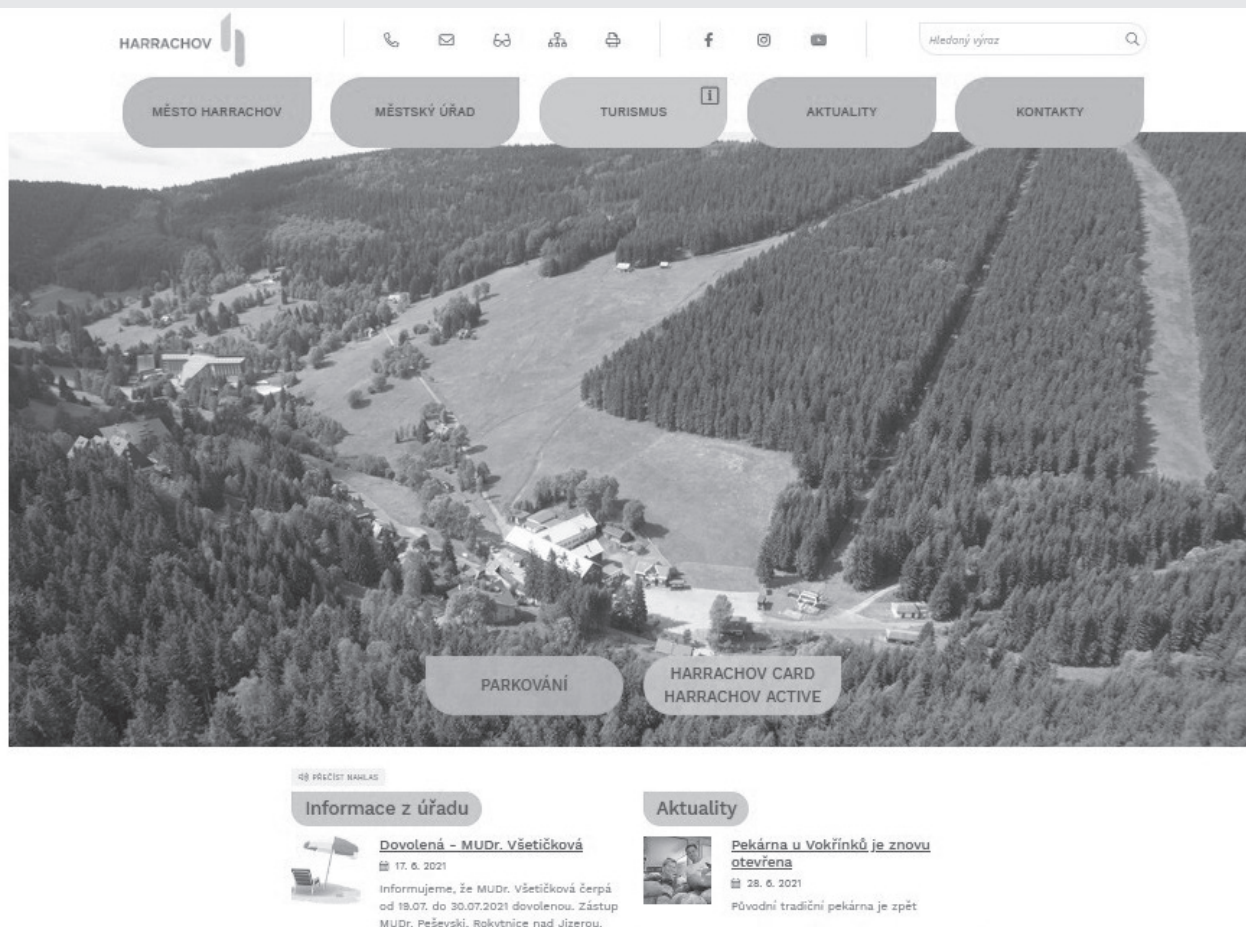 HARRACHOV
Hledaný výraz
MĚSTO HARRACHOV
MĚSTSKÝ ÚŘAD
TURISMUS
AKTUALITY
KONTAKTY
PARKOVÁNÍ
HARRACHOV CARD
HARRACHOV ACTIVE
PŘEČÍST NAHLAS
Informace z úřadu
Dovolená - MUDr. Všetičková
17. 6. 2021
Informujeme, že MUDr. Všetičková čerpá
od 19.07. do 30.07.2021 dovolenou. Zástup
MUDr. Peševski, Rokytnice nad Jizerou,
Aktuality
Pekárna u Vokřínků je znovu
otevřena
28. 6. 2021
Původní tradiční pekárna je zpět